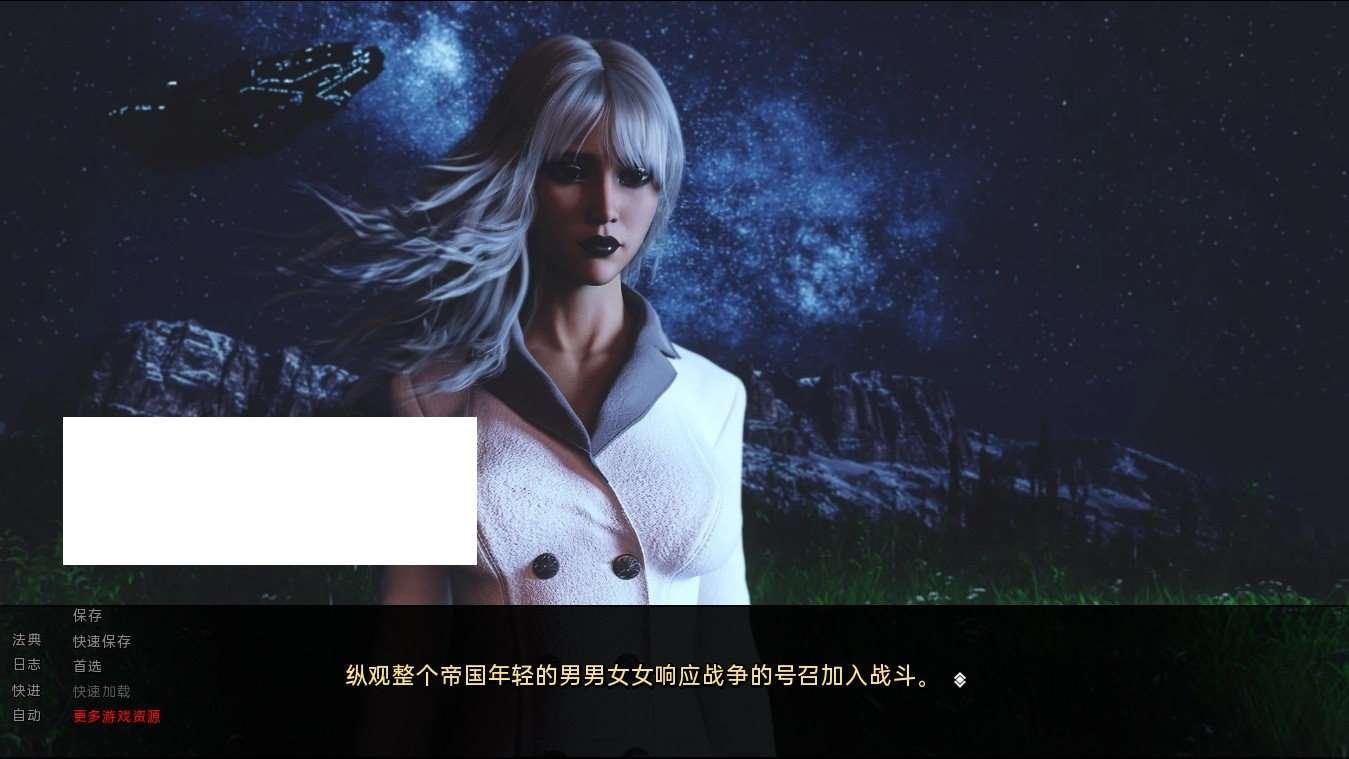 保存
法典
快速保存
日志
首选
快进
快速加载
自动
更多游戏资源
纵观整个帝国年轻的男男女女响应战争的号召加入战斗。